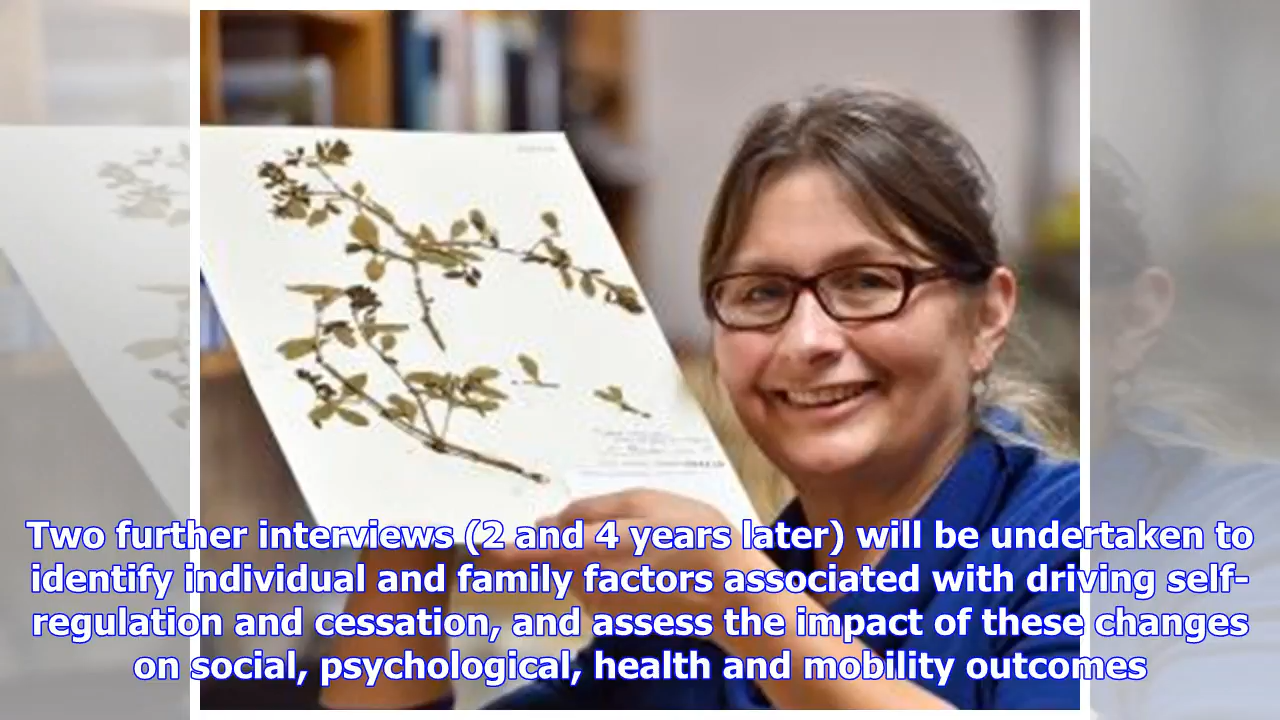 Two further interviews (2 and 4 years later) will be undertaken to
identify individual and family factors associated with driving self-
regulation and cessation, and assess the impact of these changes
on social, psychological, health and mobility outcomes